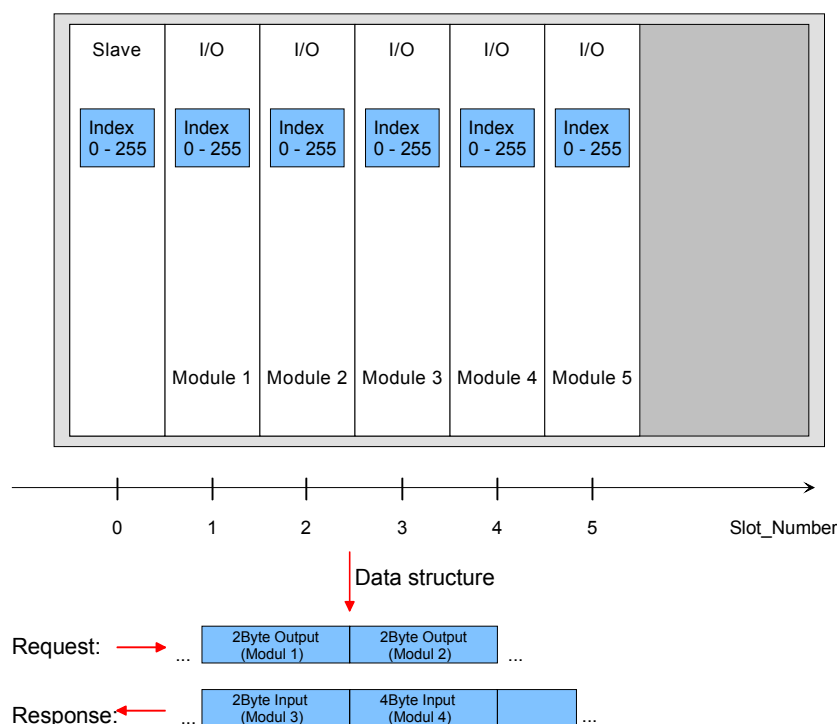 Slave I/O I/O I/O I/O I/O
Index Index Index Index Index Index
0 - 255 0 - 255 0 - 255 0 - 255 0 - 255 0 - 255
Module 1 Module 2 Module 3 Module 4 Module 5
0 1 2 3 4 5 Slot_Number
Data structure
Request: ... 2Byte Output 2Byte Output ...
(Modul 1) (Modul 2)
Response: ... 2Byte Input 4Byte Input ...
(Modul 3) (Modul 4)